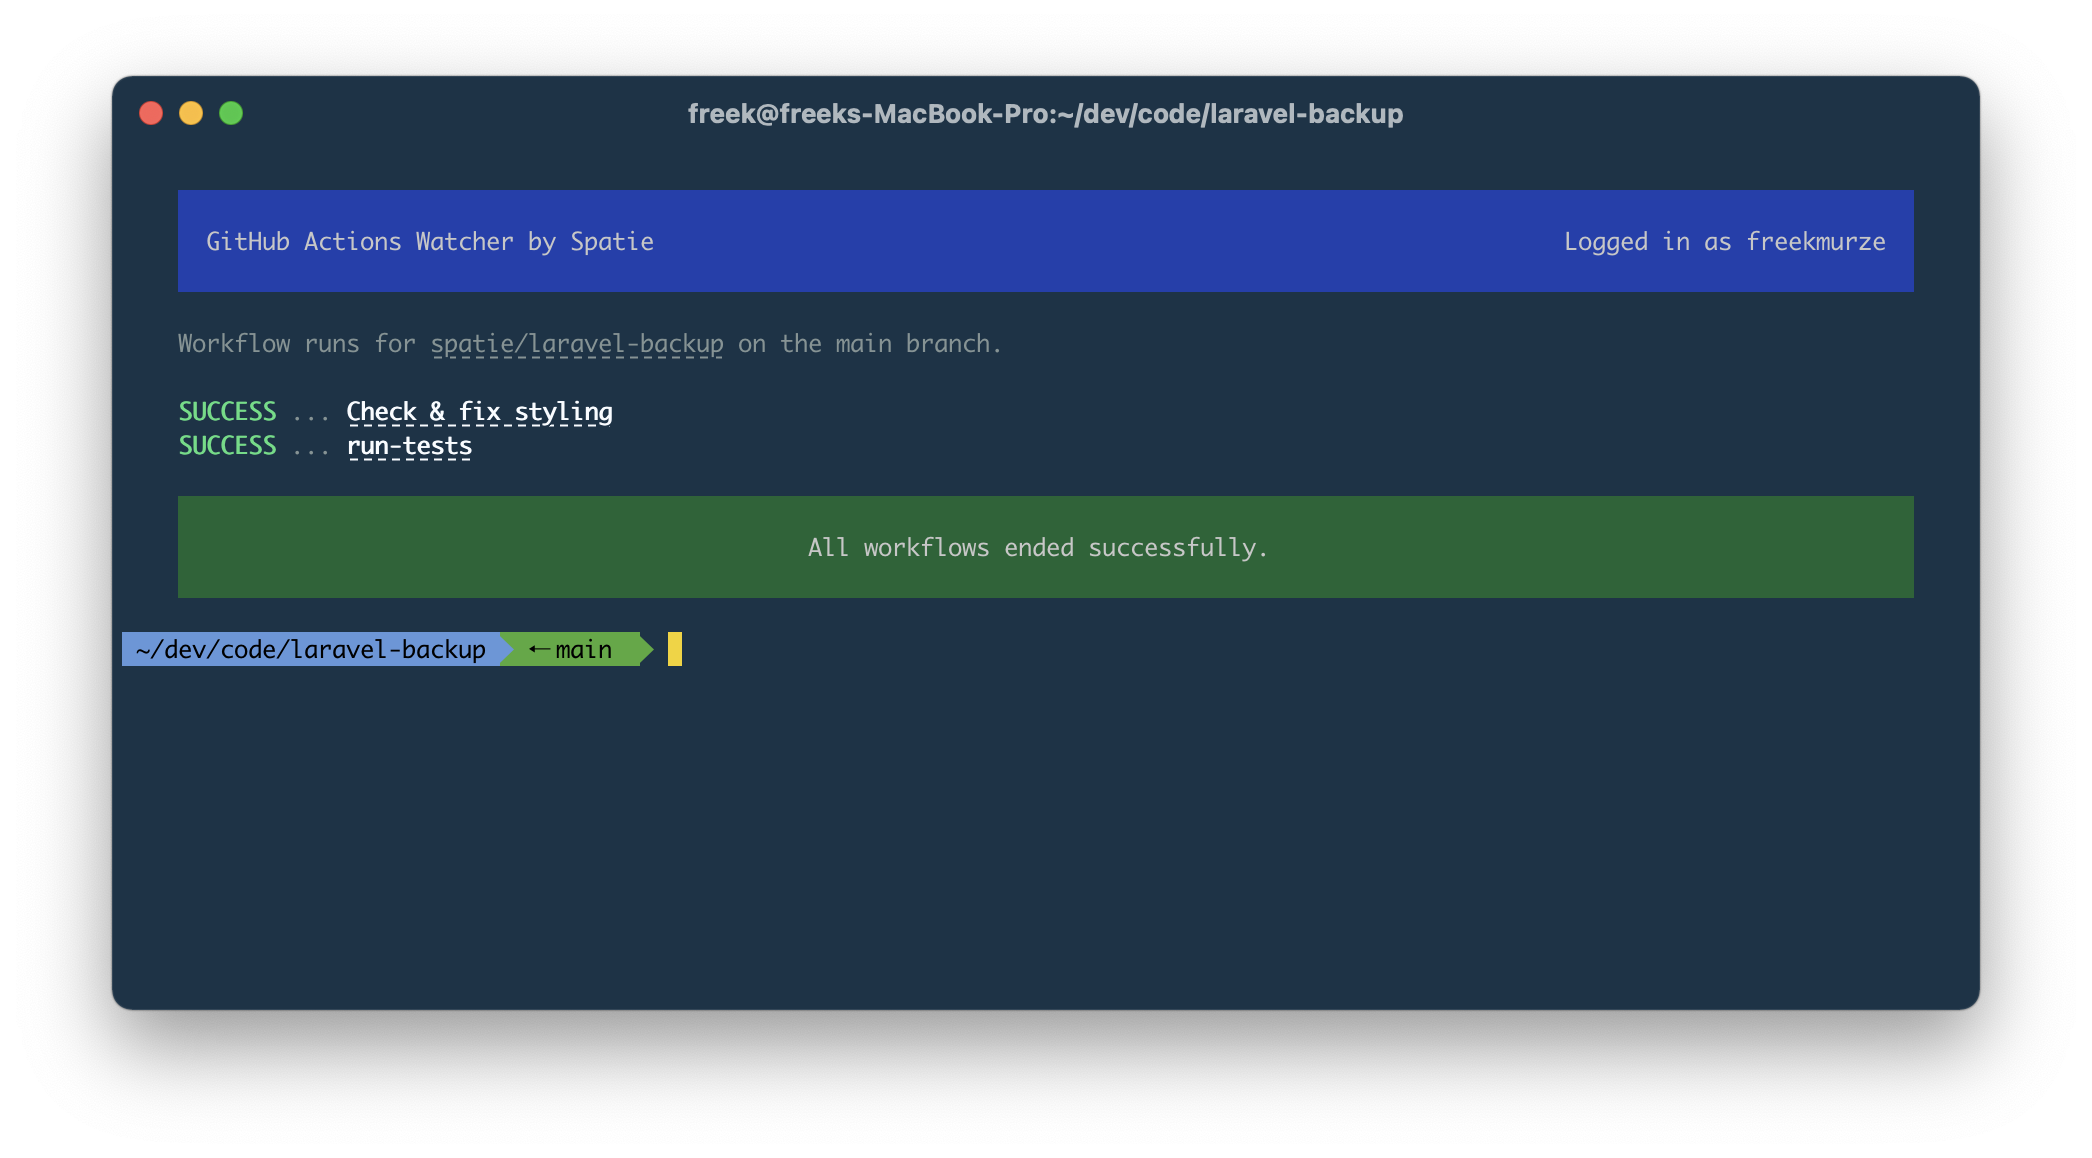 freek@freeks-MacBook-Pro:~/dev/code/laravel-backup
GitHub Actions Watcher by Spatie Logged in as freekmurze
Workflow runs for spatie/laravel-backup on the main branch.
SUCCESS ... Check & fix styling
SUCCESS ... run-tests
All workflows ended successfully.
~/dev/code/laravel-backup ←main